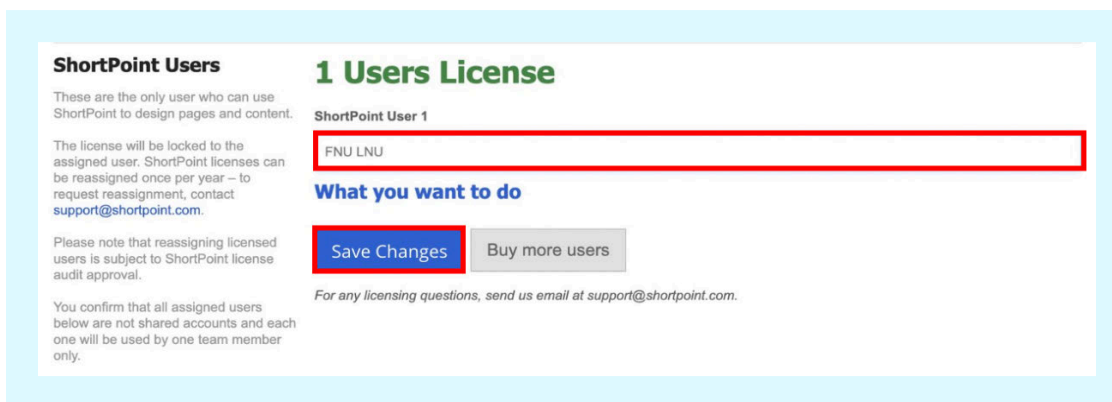 ShortPoint Users
These are the only user who can use
ShortPoint to design pages and content.
The license will be locked to the
assigned user. ShortPoint licenses can
be reassigned once per year – to
request reassignment, contact
support@shortpoint.com.
Please note that reassigning licensed
users is subject to ShortPoint license
audit approval.
You confirm that all assigned users
below are not shared accounts and each
one will be used by one team member
only.
1 Users License
ShortPoint User 1
FNU LNU
What you want to do
Save Changes
Buy more users
For any licensing questions, send us email at support@shortpoint.com.